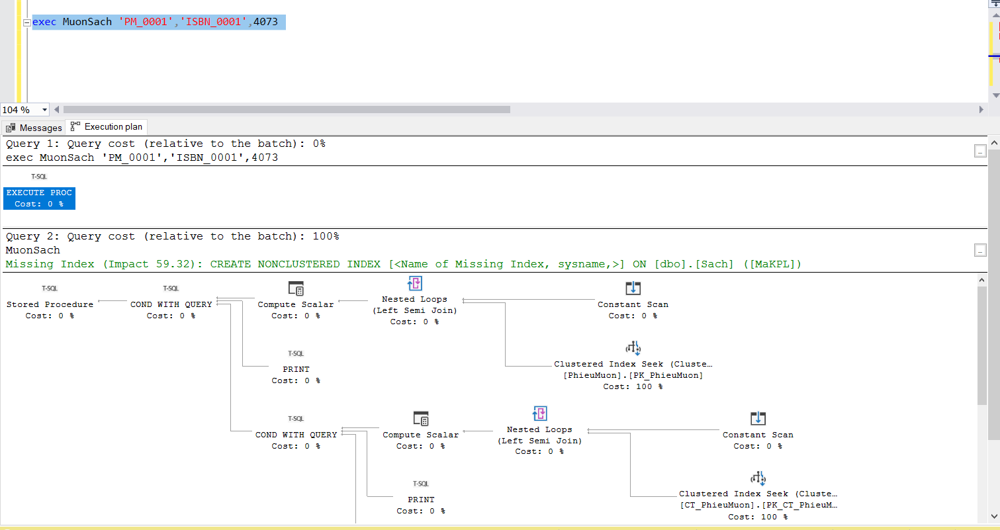 exec MuonSach 'PM_0001','ISBN_0001',4073
104 %
Messages
Execution plan
Query 1: Query cost (relative to the batch): 0%
exec MuonSach 'PM_0001','ISBN_0001',4073
T-SQL
EXECUTE PROC
Cost: 0 %
Query 2: Query cost (relative to the batch): 100%
MuonSach
Missing Index (Impact 59.32): CREATE NONCLUSTERED INDEX [<Name of Missing Index, sysname,>] ON [dbo].[Sach] ([MaKPL])
T-SQL
Stored Procedure
Cost: 0 %
T-SQL
COND WITH QUERY
Cost: 0 %
Compute Scalar
Cost: 0 %
Nested Loops
(Left Semi Join)
Cost: 0 %
Constant Scan
Cost: 0 %
T-SQL
PRINT
Cost: 0 %
Clustered Index Seek (Cluste…
[PhieuMuon].[PK_PhieuMuon]
Cost: 100 %
T-SQL
COND WITH QUERY
Cost: 0 %
Compute Scalar
Cost: 0 %
Nested Loops
(Left Semi Join)
Cost: 0 %
Constant Scan
Cost: 0 %
T-SQL
PRINT
Cost: 0 %
Clustered Index Seek (Cluste…
[CT_PhieuMuon].[PK_CT_PhieuM…
Cost: 100 %